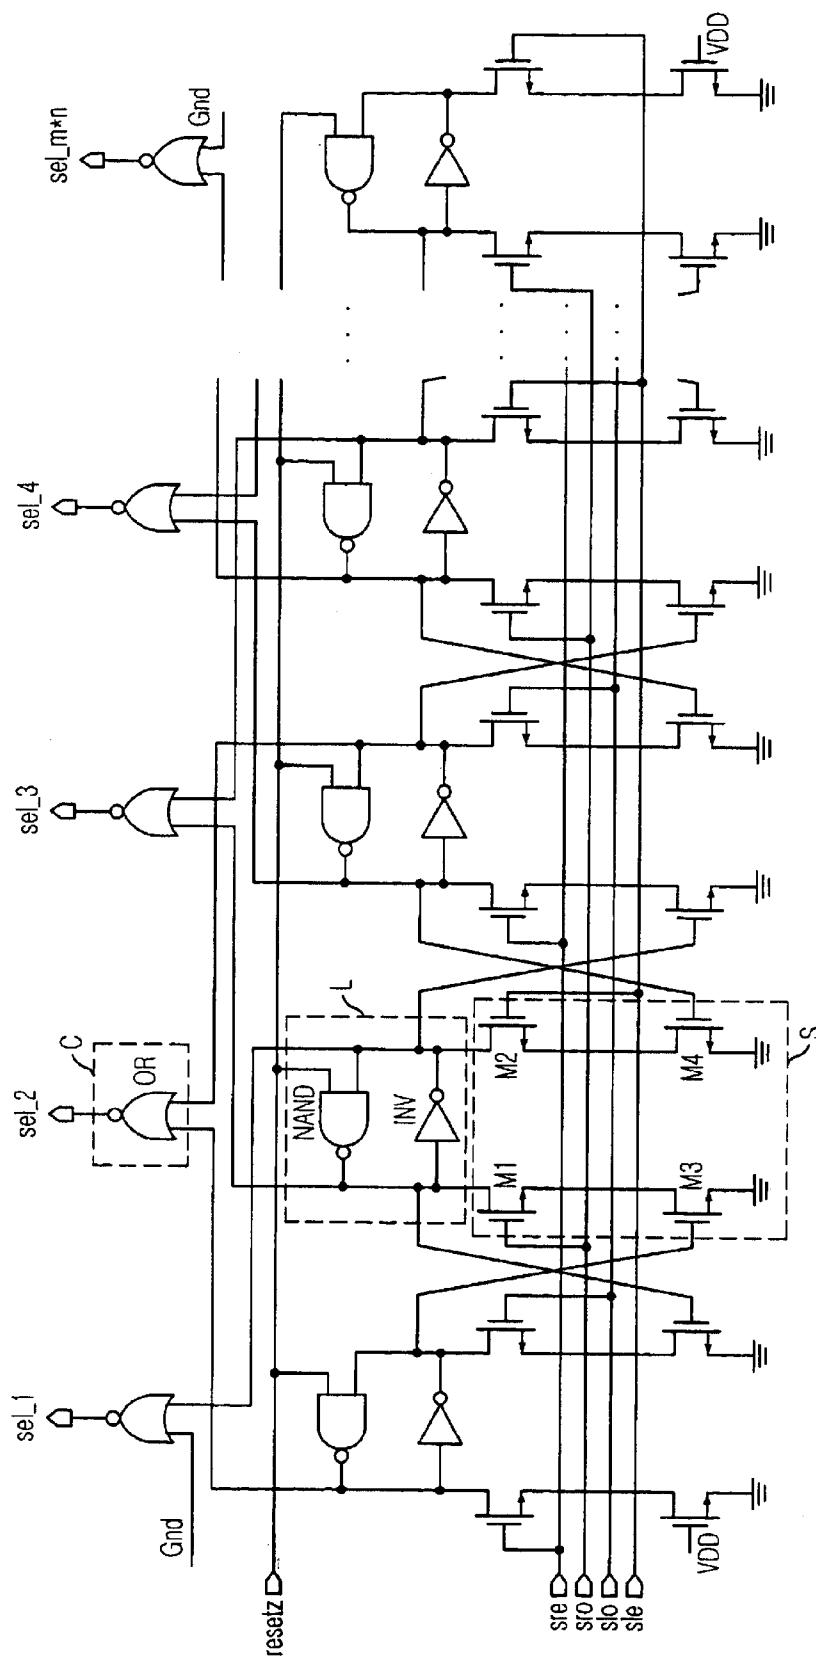 sel_1
sel_2
sel_3
sel_4
sel_m*n
Gnd
C
OR
Gnd
resetz
L
NAND
INV
M1
M2
M3
M4
S
VDD
VDD
sre
sro
slo
sle